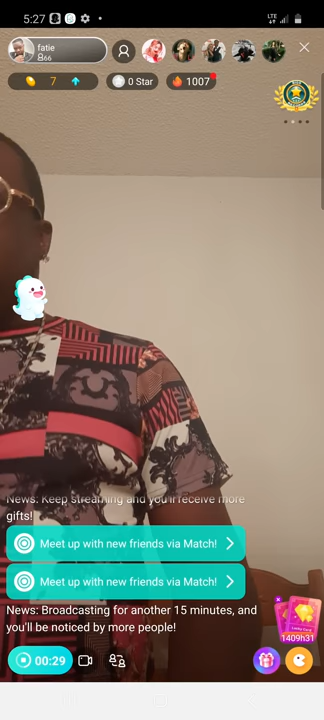 5:27
LTE
fatie
66
7
0 Star
1007
News: Keep streaming and you'll receive more
gifts!
Meet up with new friends via Match!
Meet up with new friends via Match!
News: Broadcasting for another 15 minutes, and
you'll be noticed by more people!
1409h31
00:29